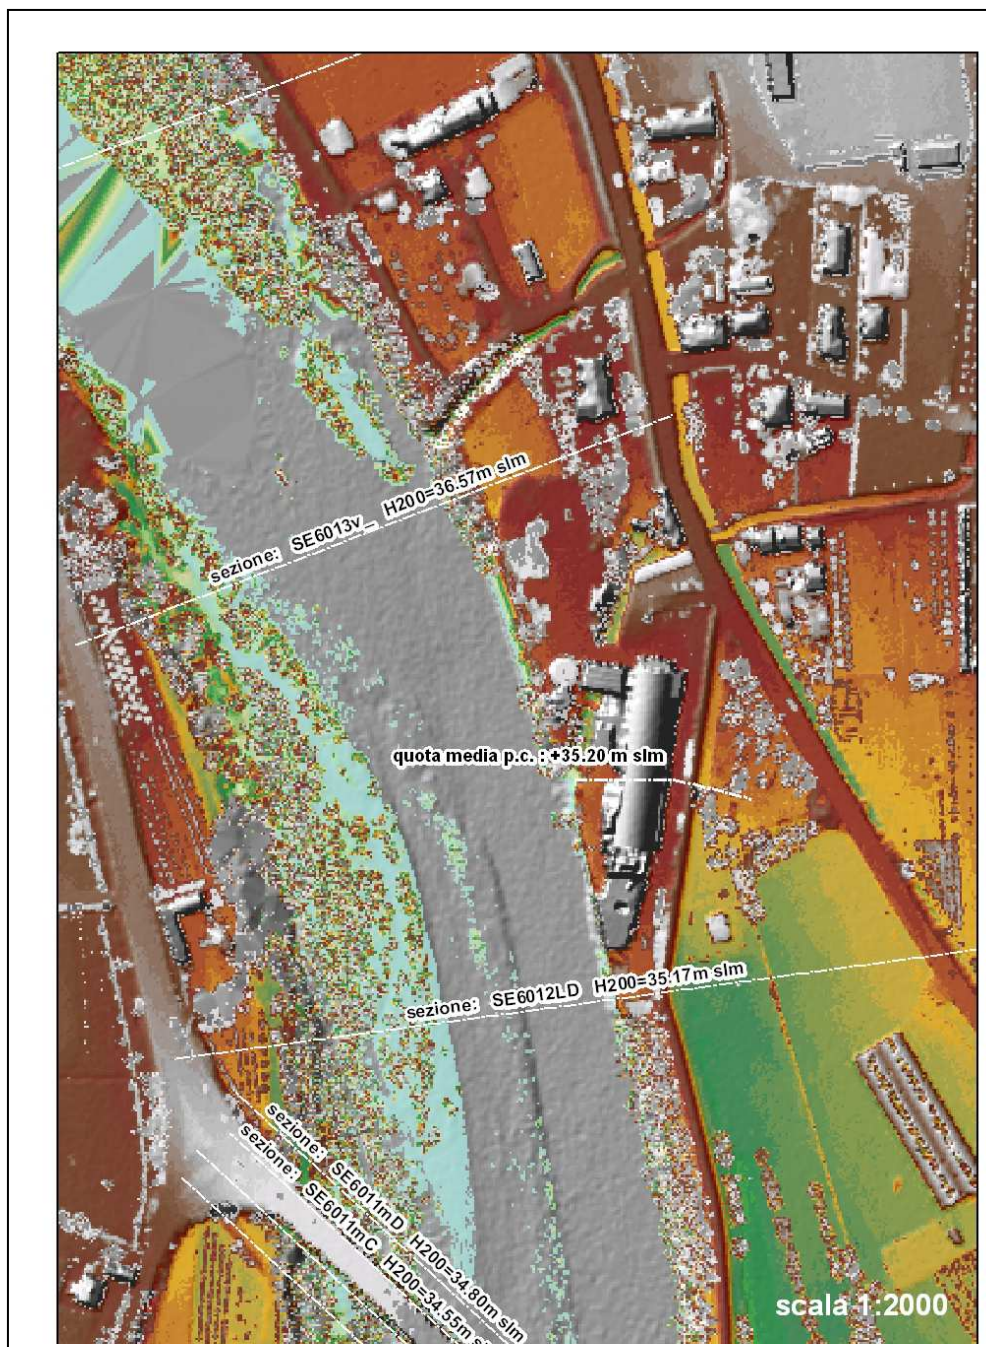 sezione: SE6013v_ H200=36.57m slm
quota media p.c. : +35.20 m slm
sezione: SE6012LD H200=35.17m slm
sezione: SE6011mD H200=34.80m slm
sezione: SE6011mC H200=34.55m
scala 1:2000